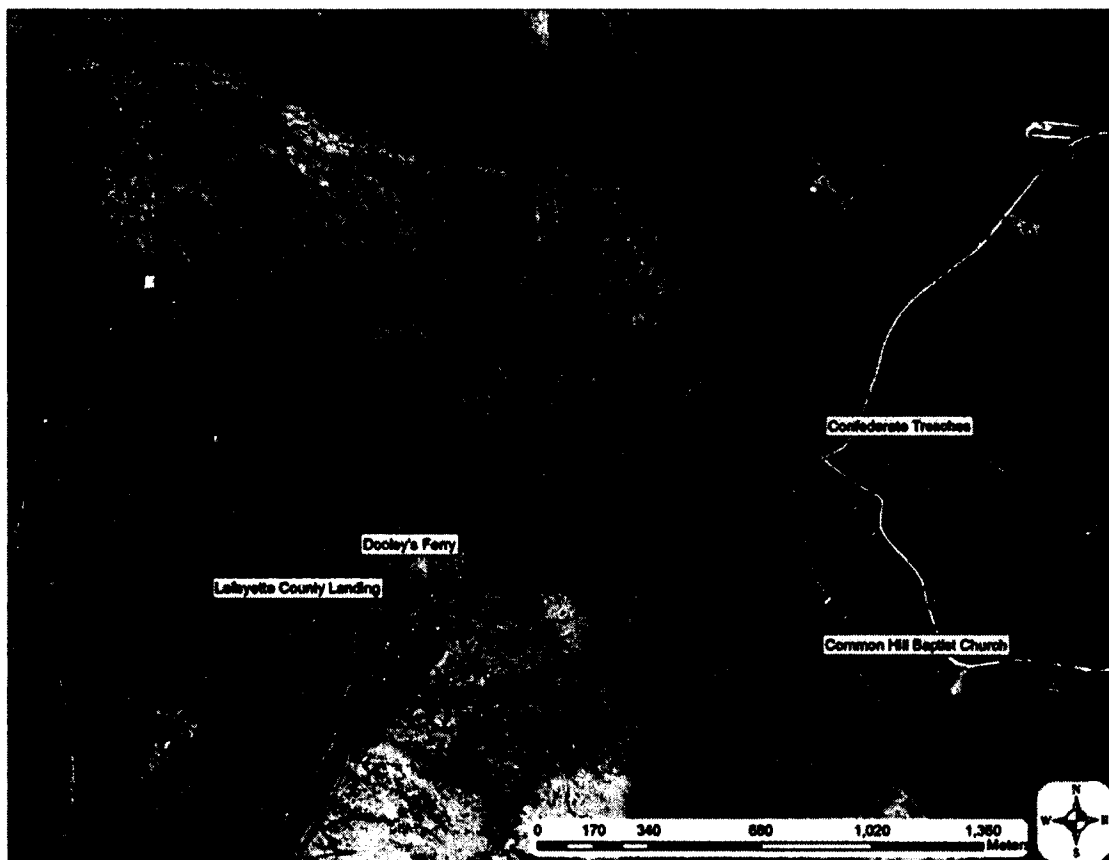 Confederate Trenches
Dooley's Ferry
Lafayette County Landing
Common Hill Baptist Church
N
W E
S
0 170 340 680 1,020 1,360
Meters